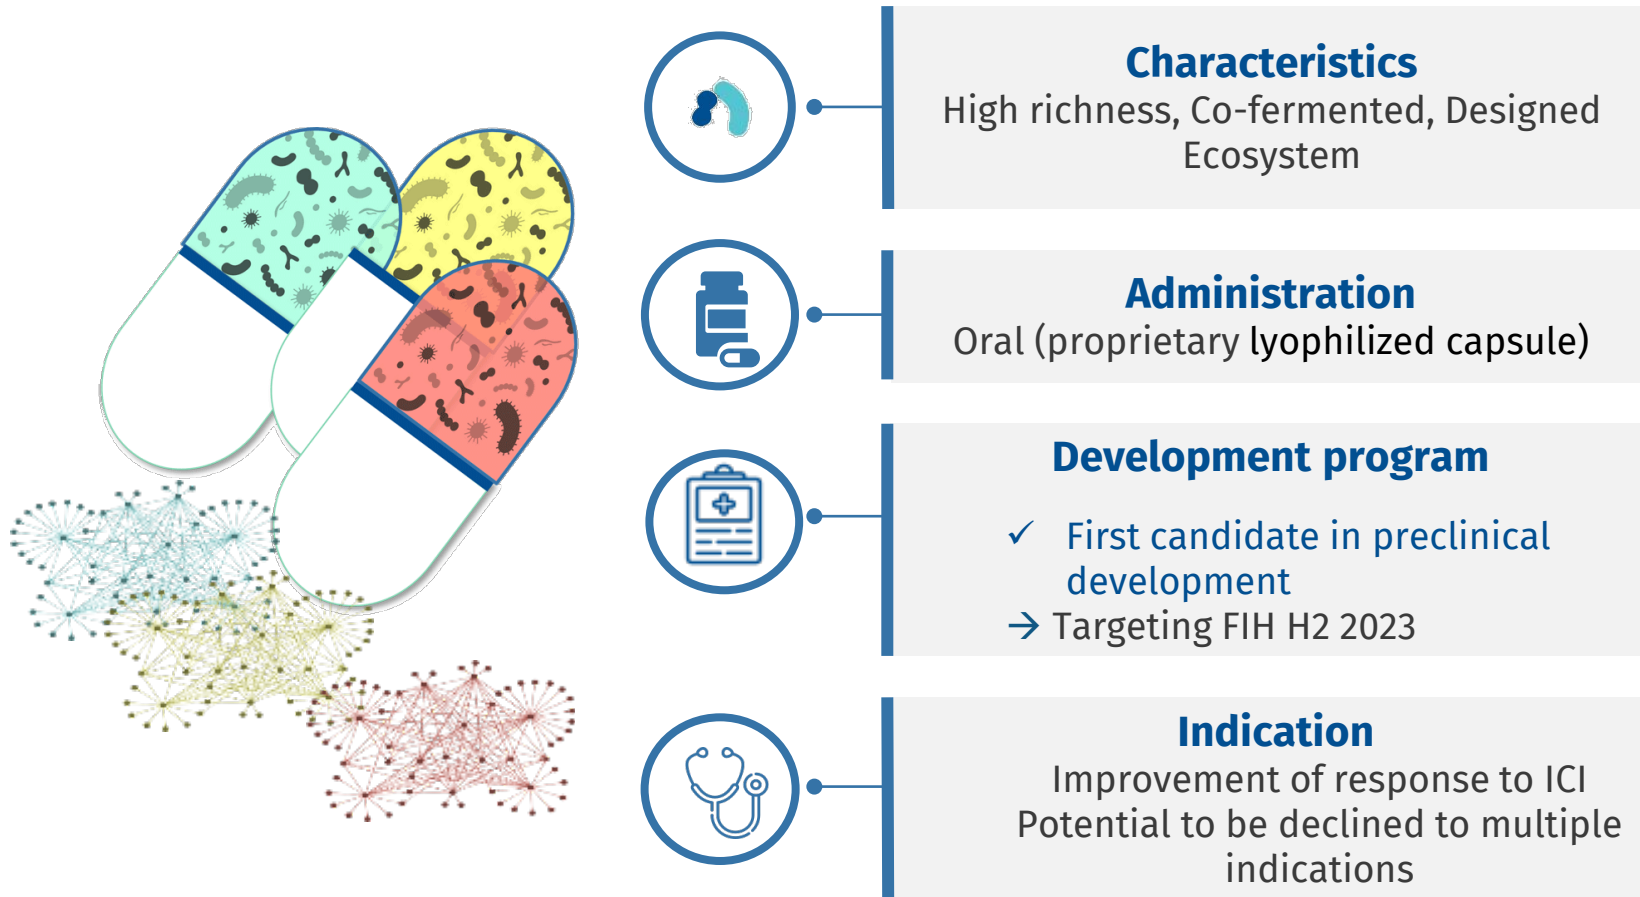 Characteristics
High richness, Co-fermented, Designed
Ecosystem
Administration
Oral (proprietary lyophilized capsule)
Development program
✓ First candidate in preclinical
development
→ Targeting FIH H2 2023
Indication
Improvement of response to ICI
Potential to be declined to multiple
indications